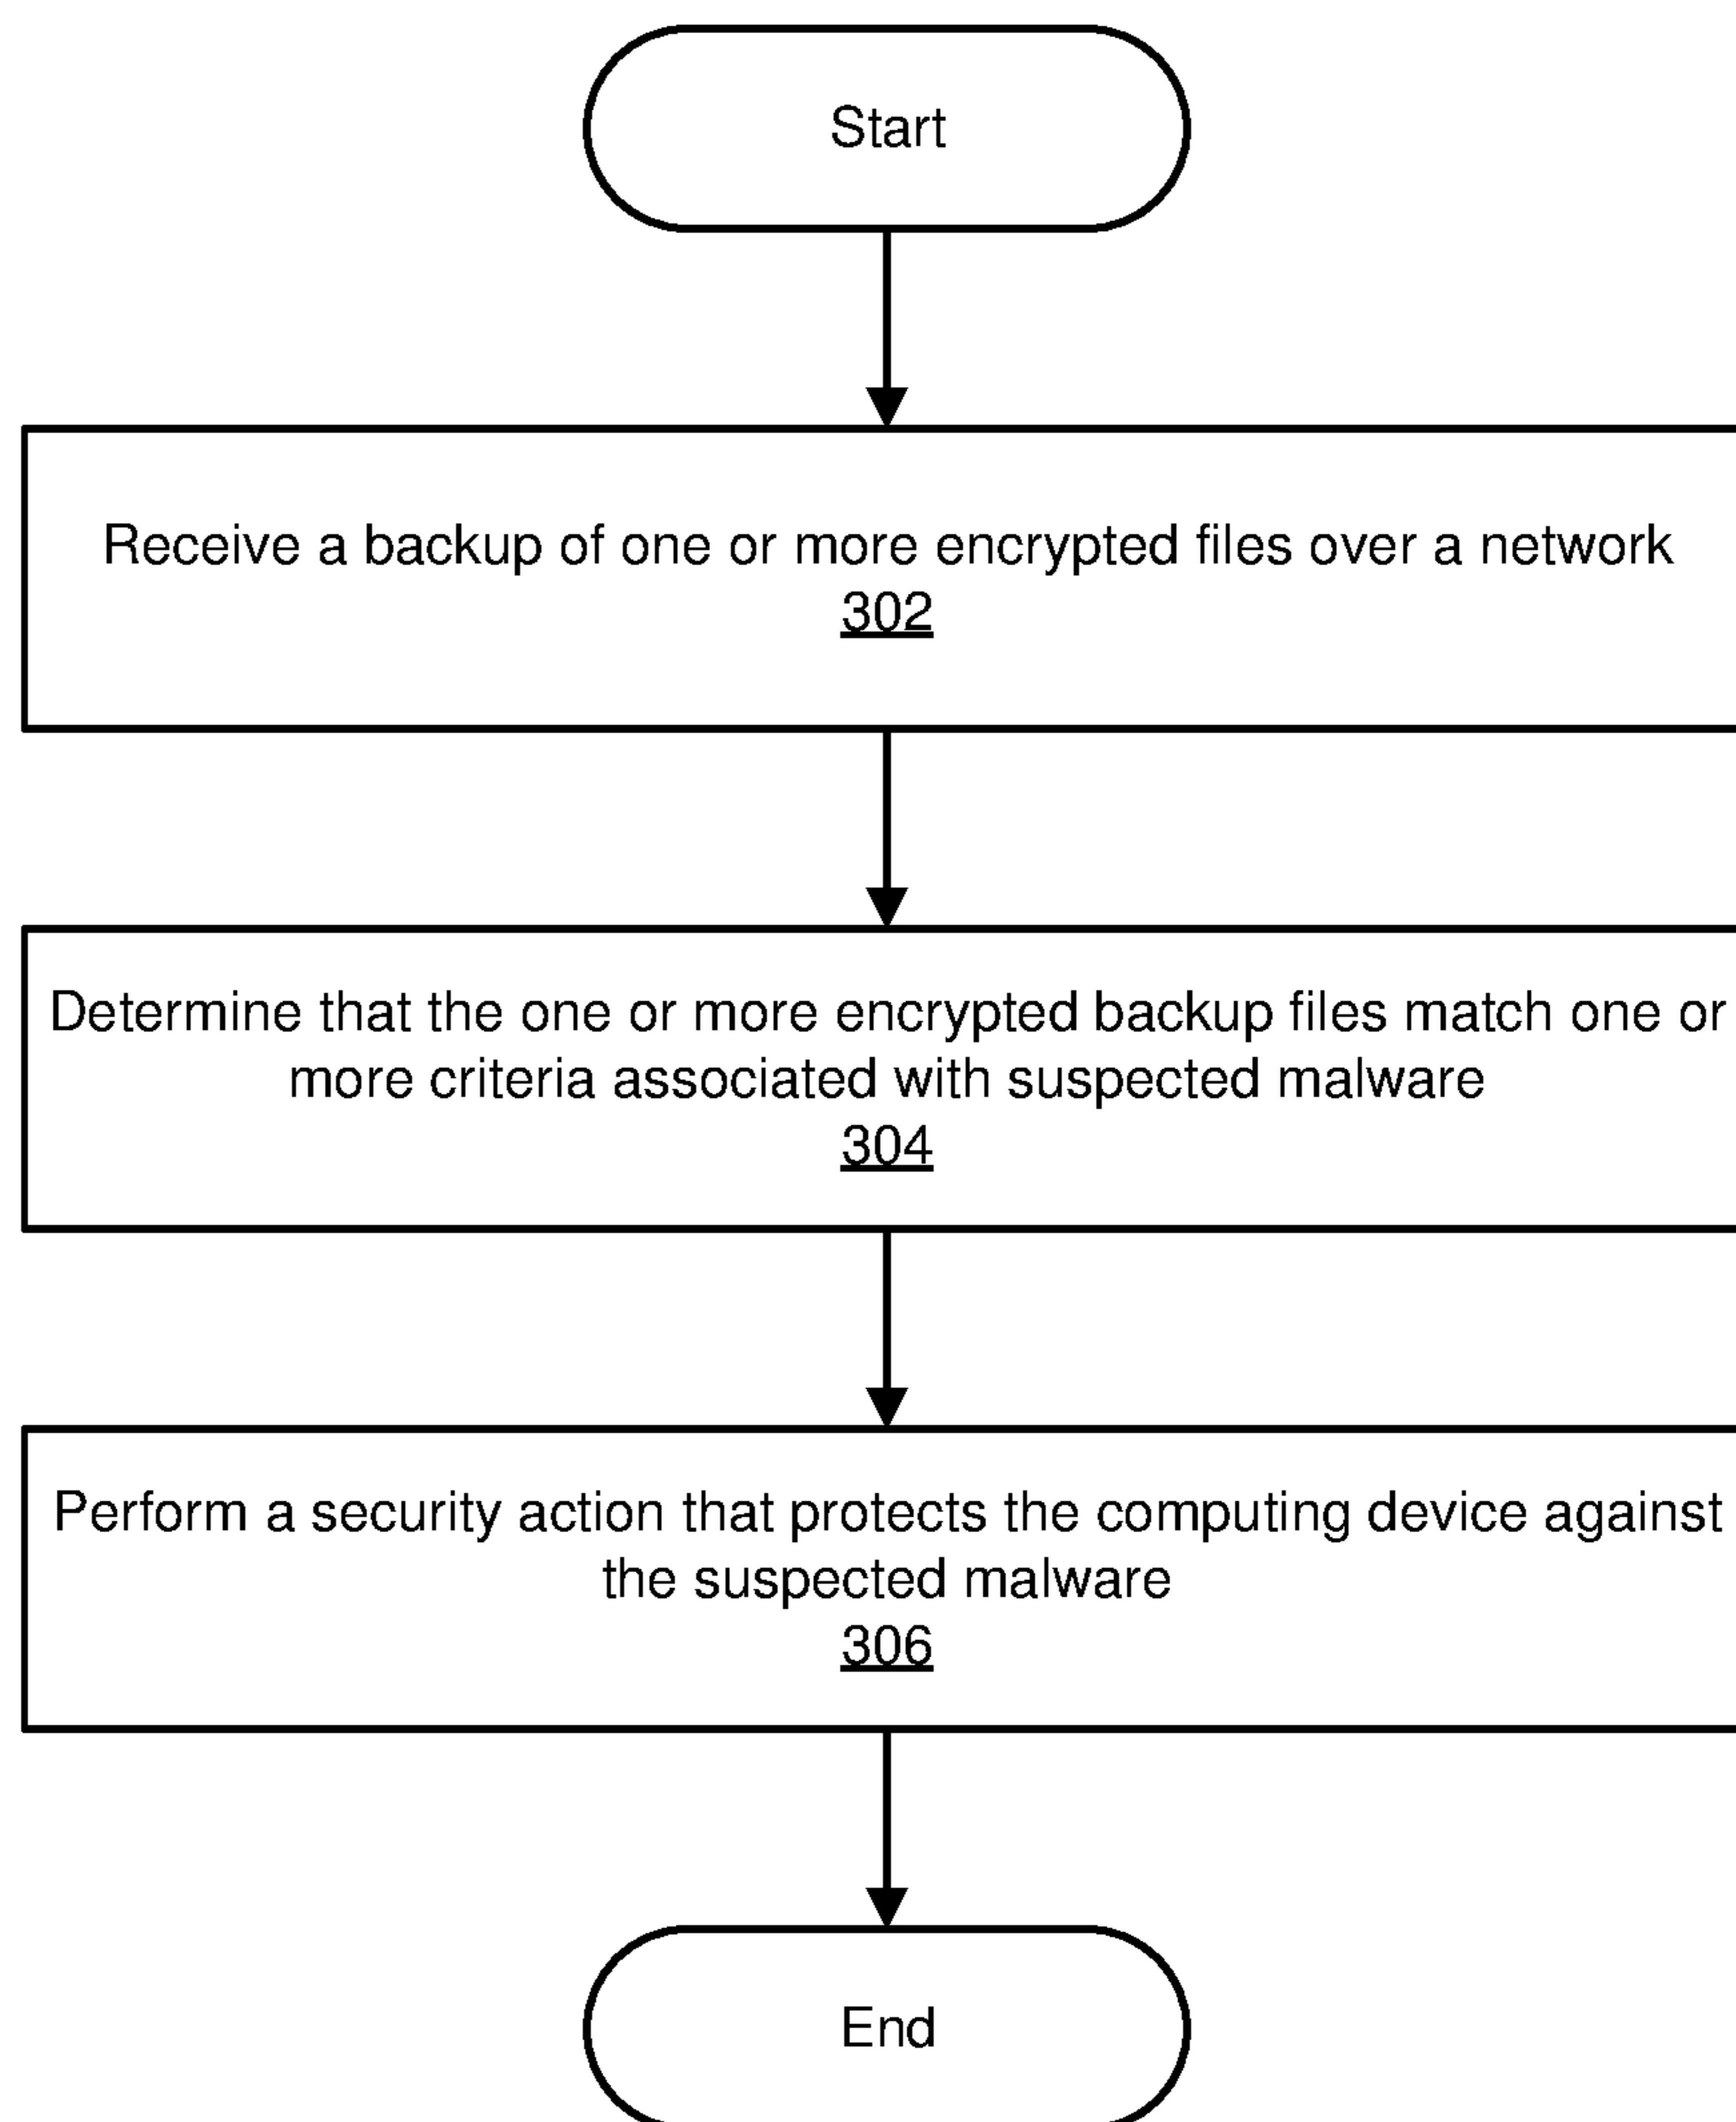 Start
Receive a backup of one or more encrypted files over a network
302
Determine that the one or more encrypted backup files match one or
more criteria associated with suspected malware
304
Perform a security action that protects the computing device against
the suspected malware
306
End